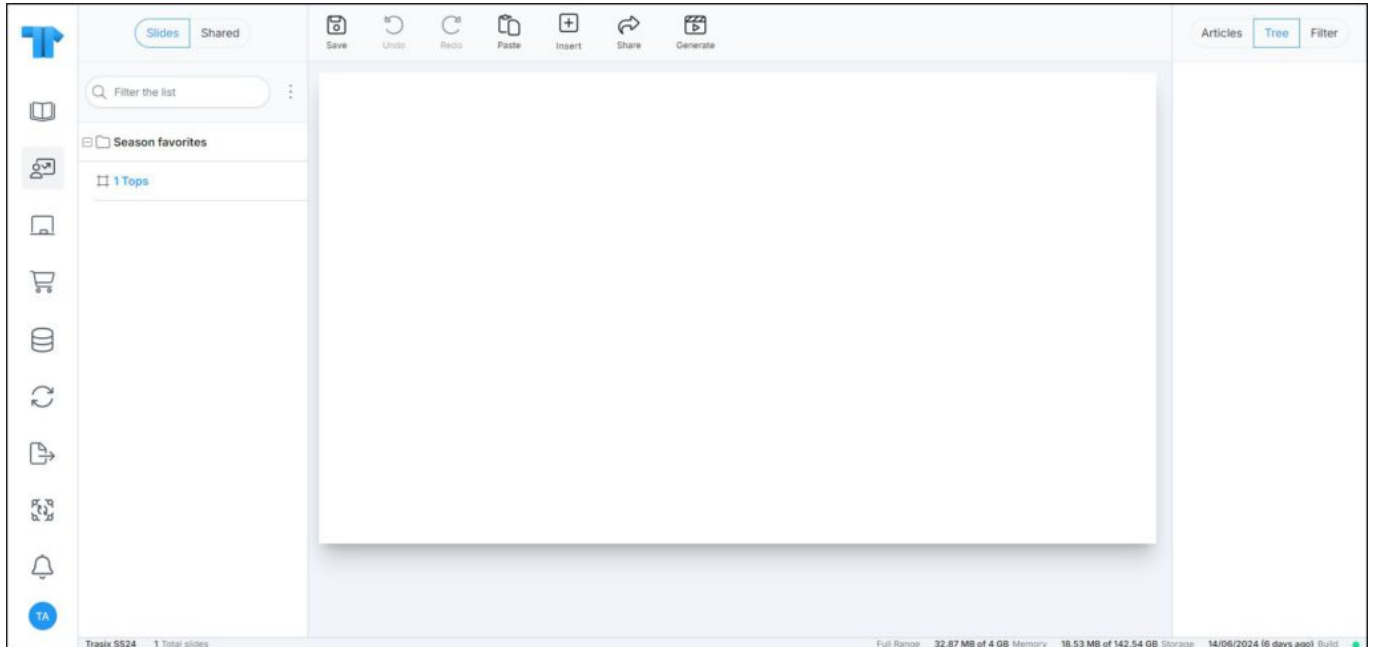 Slides Shared
Save Undo Redo Paste Insert Share Generate
Articles Tree Filter
Filter the list
Season favorites
1 Tops
TA
Trasix SS24 1 Total slides
Full Range 32.87 MB of 4 GB Memory 18.53 MB of 142.54 GB Storage 14/06/2024 (6 days ago) Build